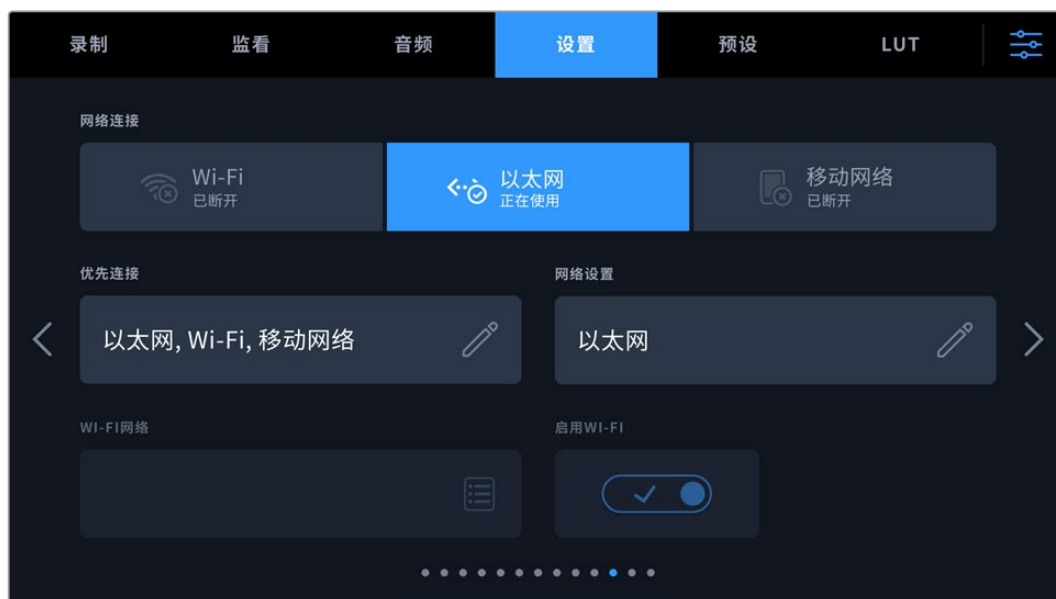 录制 监看 音频 设置 预设 LUT
网络连接
Wi-Fi
已断开
以太网
正在使用
移动网络
已断开
优先连接
以太网, Wi-Fi, 移动网络
网络设置
以太网
WI-FI网络
启用WI-FI